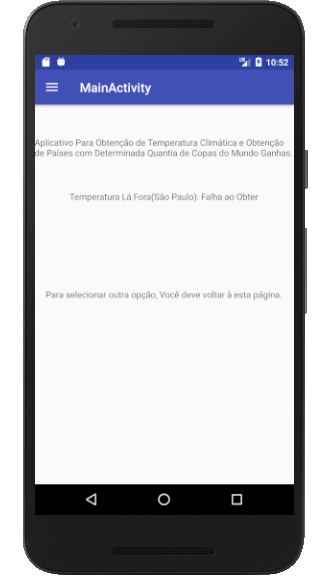 10:52
MainActivity
Aplicativo Para Obtenção de Temperatura Climática e Obtenção
de Países com Determinada Quantia de Copas do Mundo Ganhas.
Temperatura Lá Fora(São Paulo): Falha ao Obter
Para selecionar outra opção, Você deve voltar à esta página.